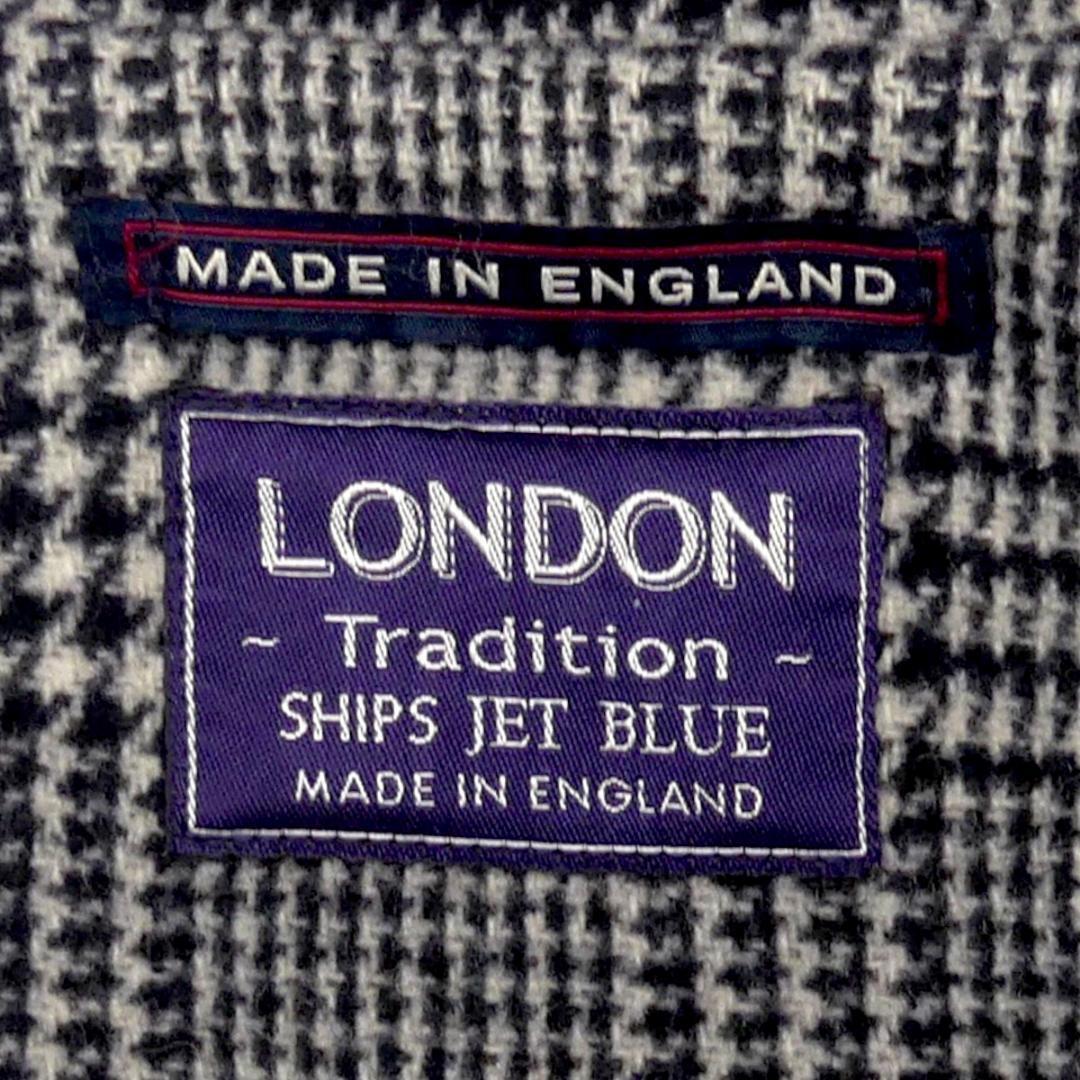 MADE IN ENGLAND
LONDON
~ Tradition ~
SHIPS JET BLUE
MADE IN ENGLAND